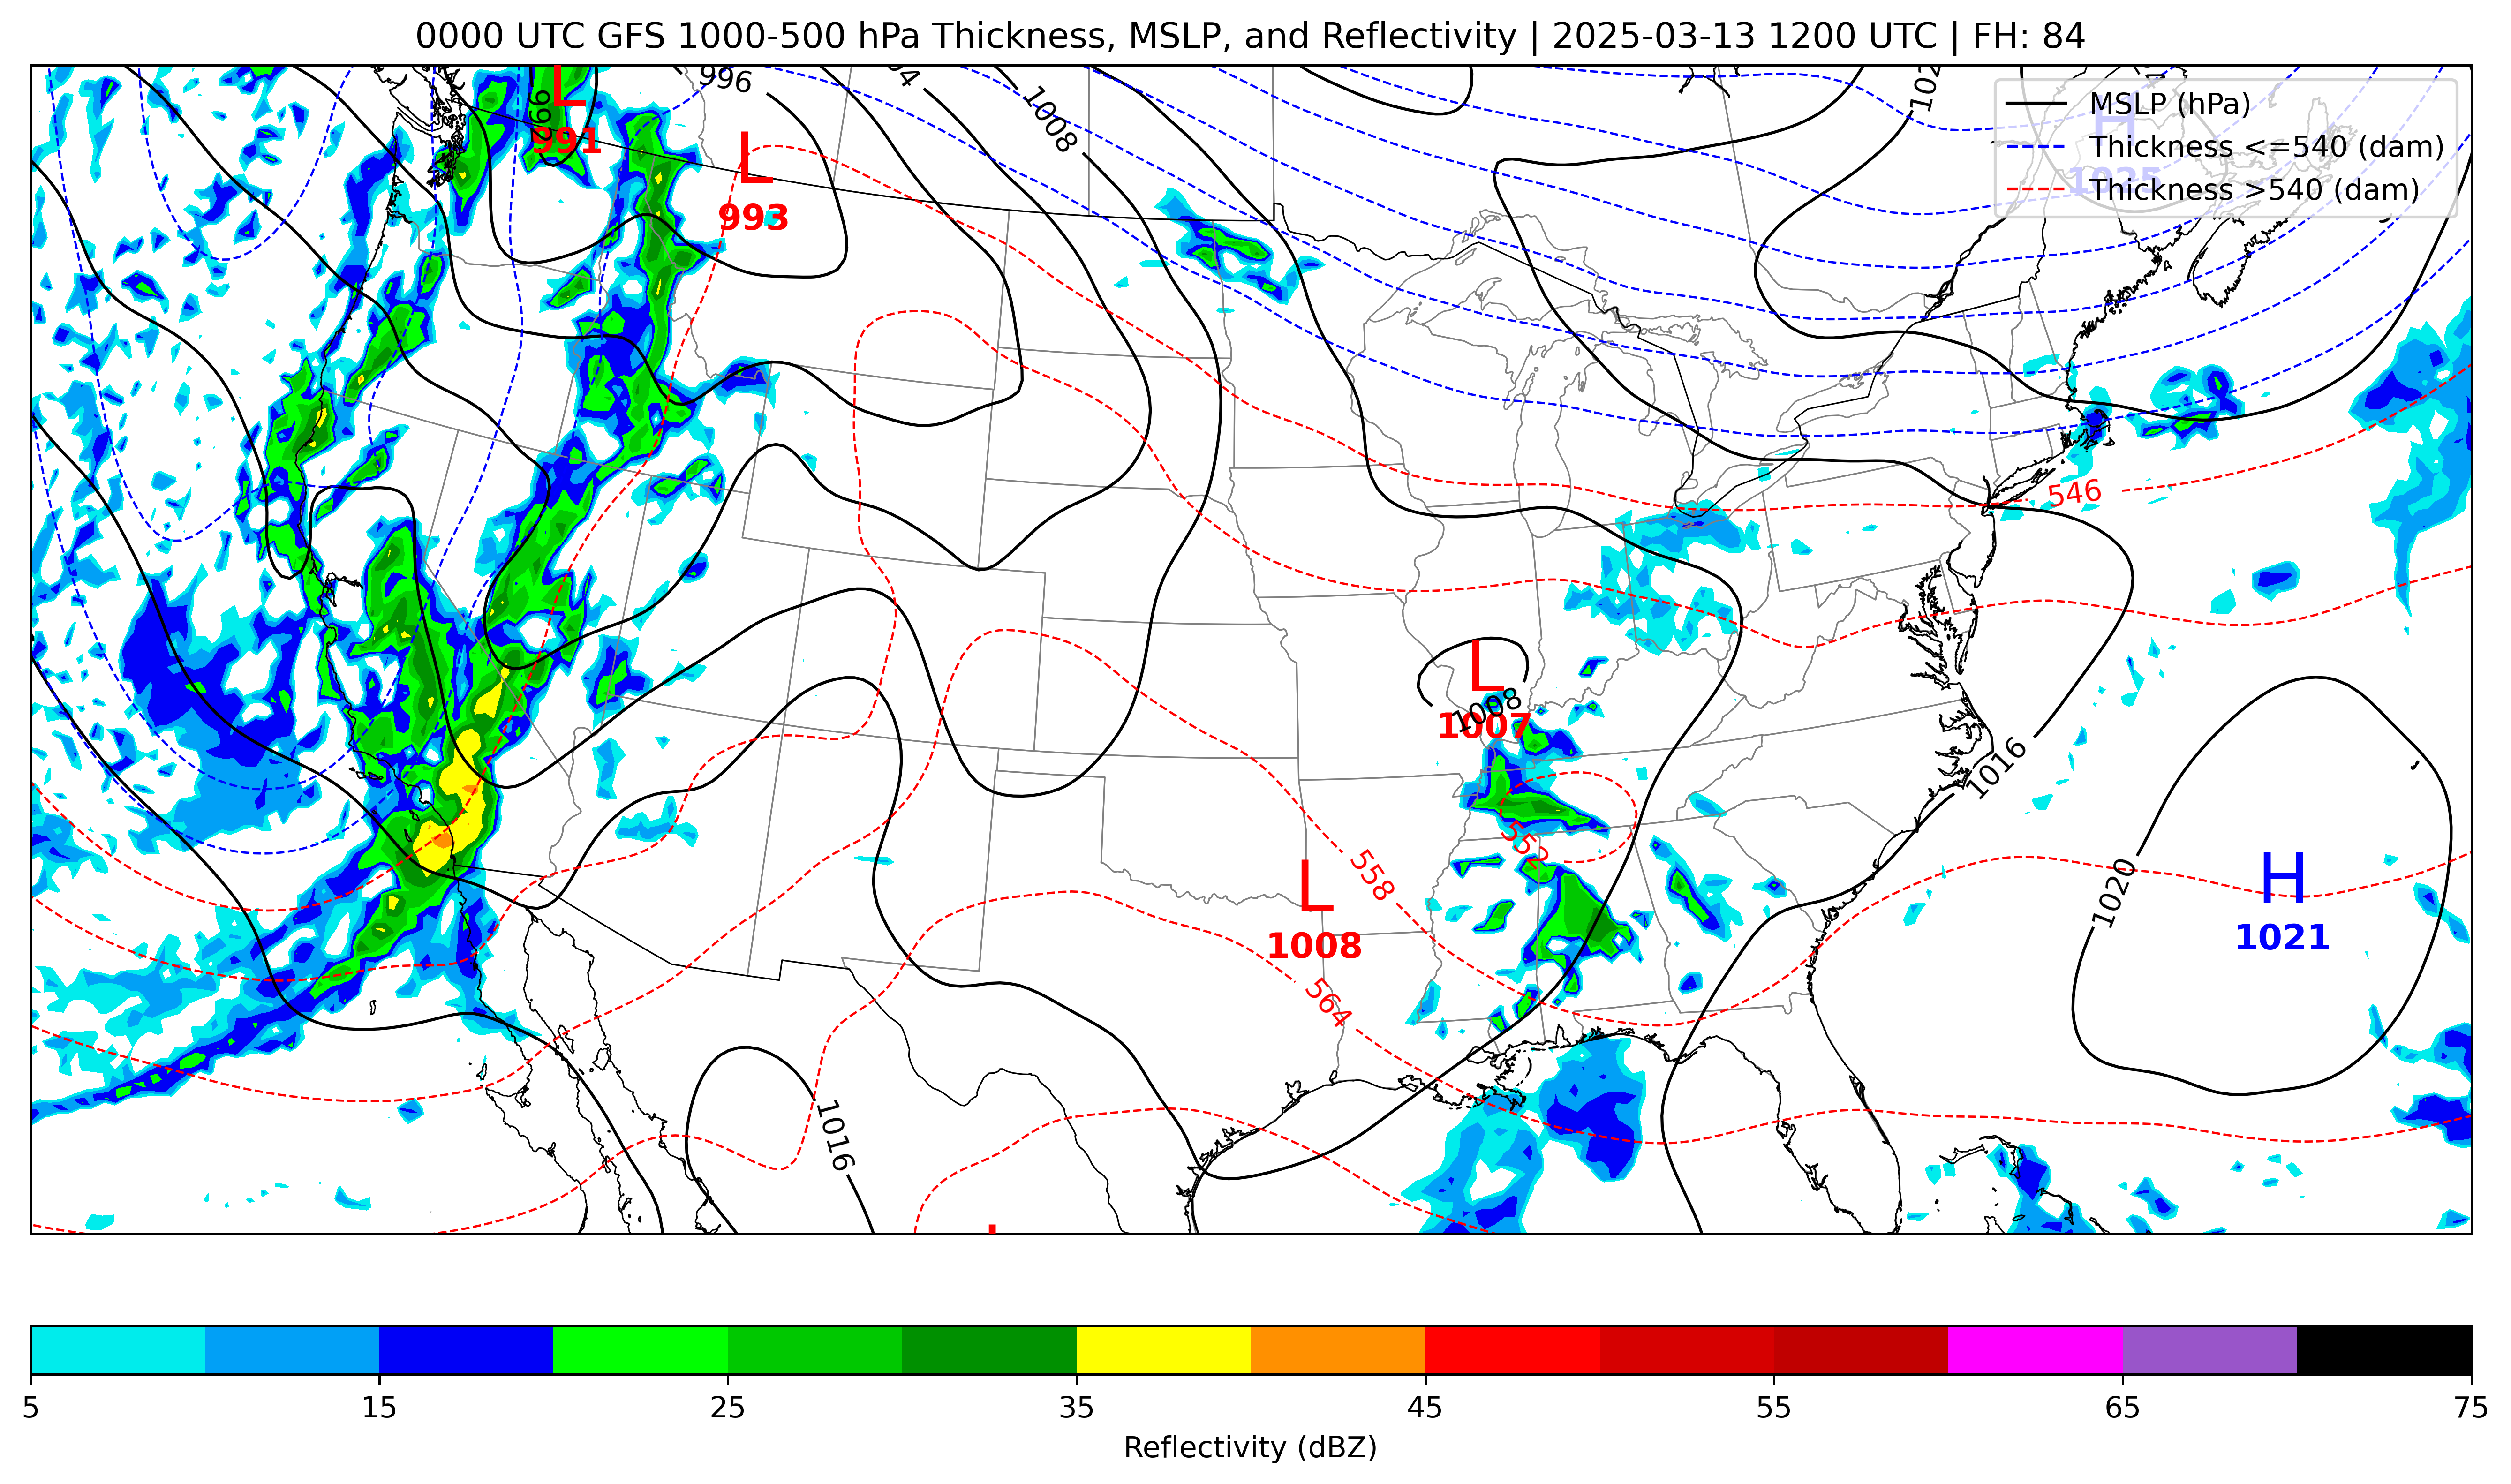 0000 UTC GFS 1000-500 hPa Thickness, MSLP, and Reflectivity | 2025-03-13 1200 UTC | FH: 84
996
1008
L
991
996
L
993
H
1025
MSLP (hPa)
Thickness <=540 (dam)
Thickness >540 (dam)
546
L
1008
1007
1016
552
558
L
1008
564
1020
H
1021
1016
5 15 25 35 45 55 65 75
Reflectivity (dBZ)